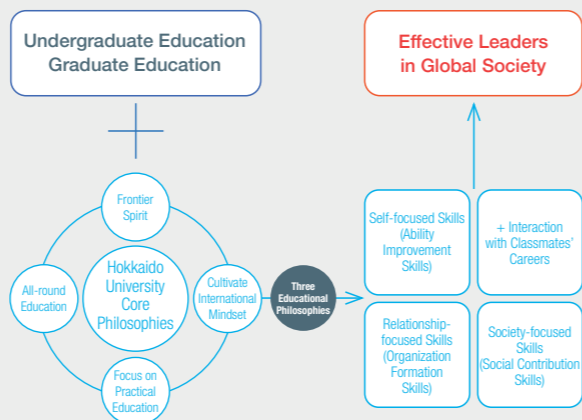 Undergraduate Education
Graduate Education
Effective Leaders
in Global Society
Frontier
Spirit
All-round
Education
Hokkaido
University
Core
Philosophies
Cultivate
International
Mindset
Focus on
Practical
Education
Three
Educational
Philosophies
Self-focused Skills
(Ability
Improvement
Skills)
+ Interaction
with Classmates'
Careers
Relationship-
focused Skills
(Organization
Formation
Skills)
Society-focused
Skills
(Social Contribution
Skills)